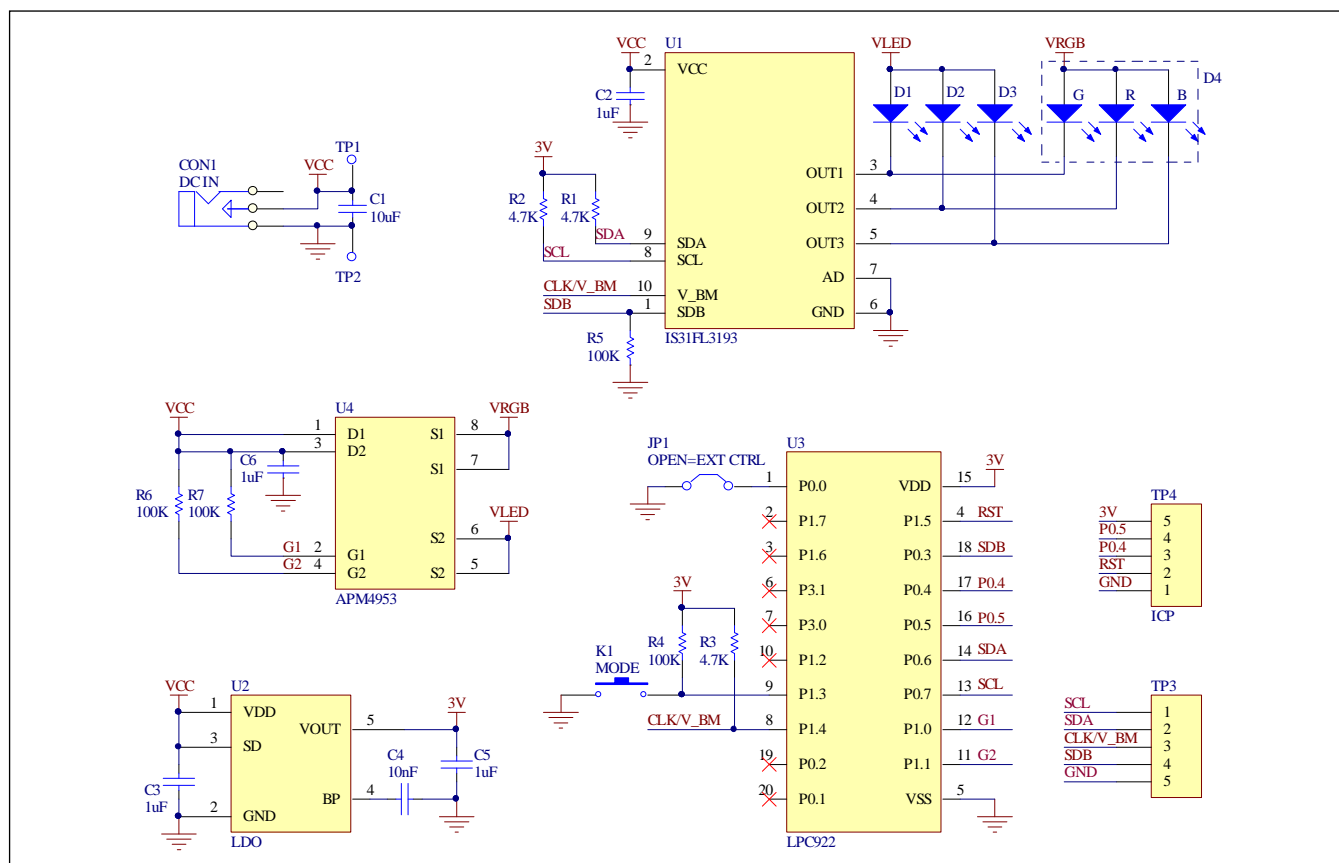 VCC
U1
2
VCC
C2
1uF
3V
R2
4.7K
R1
4.7K
SDA
9
SDA
SCL
8
SCL
CLK/V_BM
10
V_BM
SDB
1
SDB
R5
100K
IS31FL3193
OUT1
3
OUT2
4
OUT3
5
AD
7
GND
6
VLED
D1
D2
D3
VRGB
D4
G
R
B
CON1
DC IN
VCC
TP1
C1
10uF
TP2
VCC
U4
1
D1
3
D2
C6
1uF
R6
100K
R7
100K
G1
2
G1
G2
4
G2
S1
8
S1
7
S2
6
S2
5
VRGB
VLED
APM4953
VCC
U2
1
VDD
3
SD
2
GND
VOUT
5
BP
4
C3
1uF
C4
10nF
C5
1uF
3V
LDO
JP1
OPEN=EXT CTRL
U3
1
P0.0
2
P1.7
3
P1.6
6
P3.1
7
P3.0
10
P1.2
9
P1.3
8
P1.4
19
P0.2
20
P0.1
3V
R4
100K
R3
4.7K
K1
MODE
CLK/V_BM
VDD
15
3V
P1.5
4
RST
P0.3
18
SDB
P0.4
17
P0.4
P0.5
16
P0.5
P0.6
14
SDA
P0.7
13
SCL
P1.0
12
G1
P1.1
11
G2
VSS
5
LPC922
TP4
3V
5
P0.5
4
P0.4
3
RST
2
GND
1
ICP
TP3
SCL
1
SDA
2
CLK/V_BM
3
SDB
4
GND
5